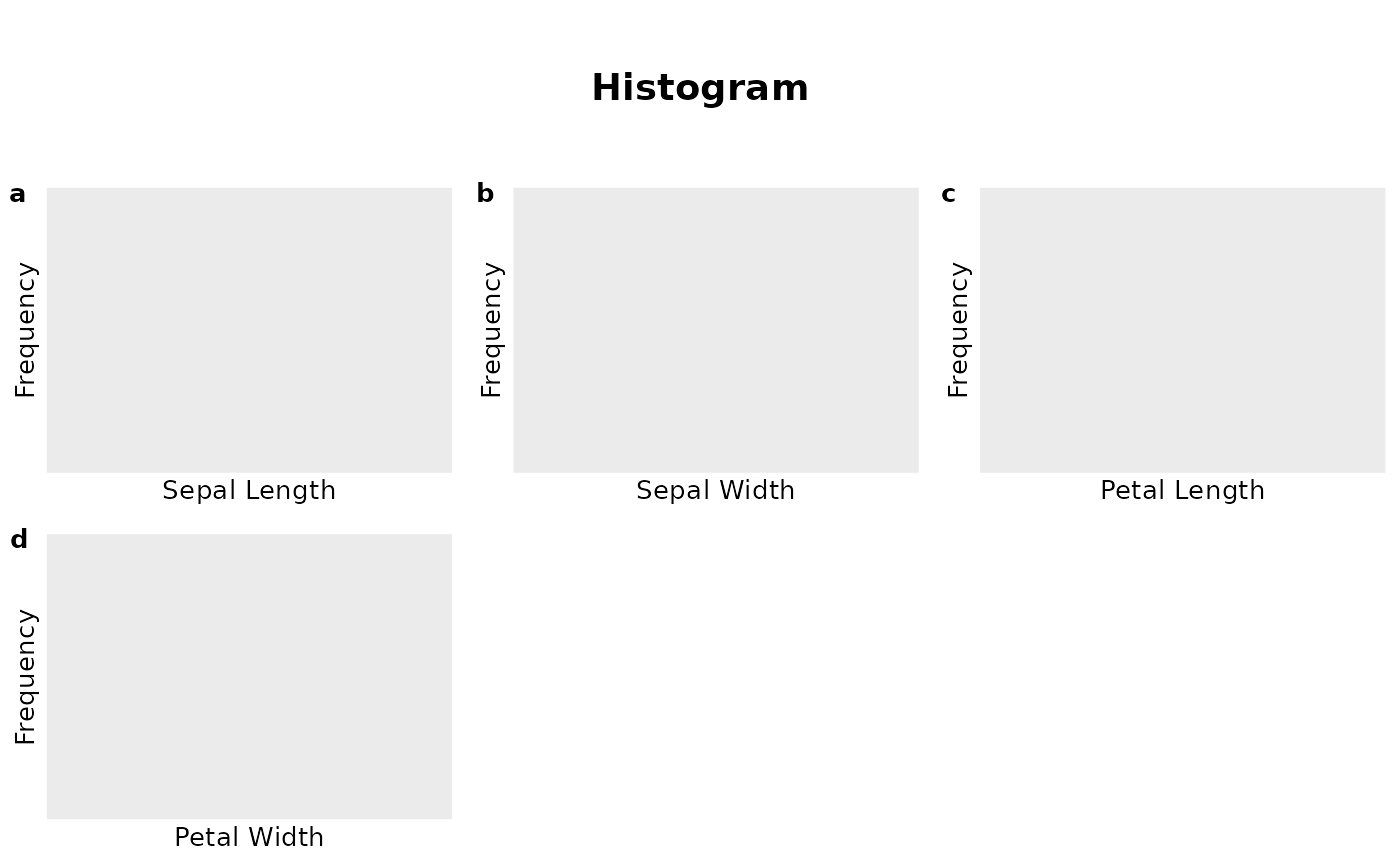 Histogram
a
Frequency
Sepal Length
b
Frequency
Sepal Width
c
Frequency
Petal Length
d
Frequency
Petal Width